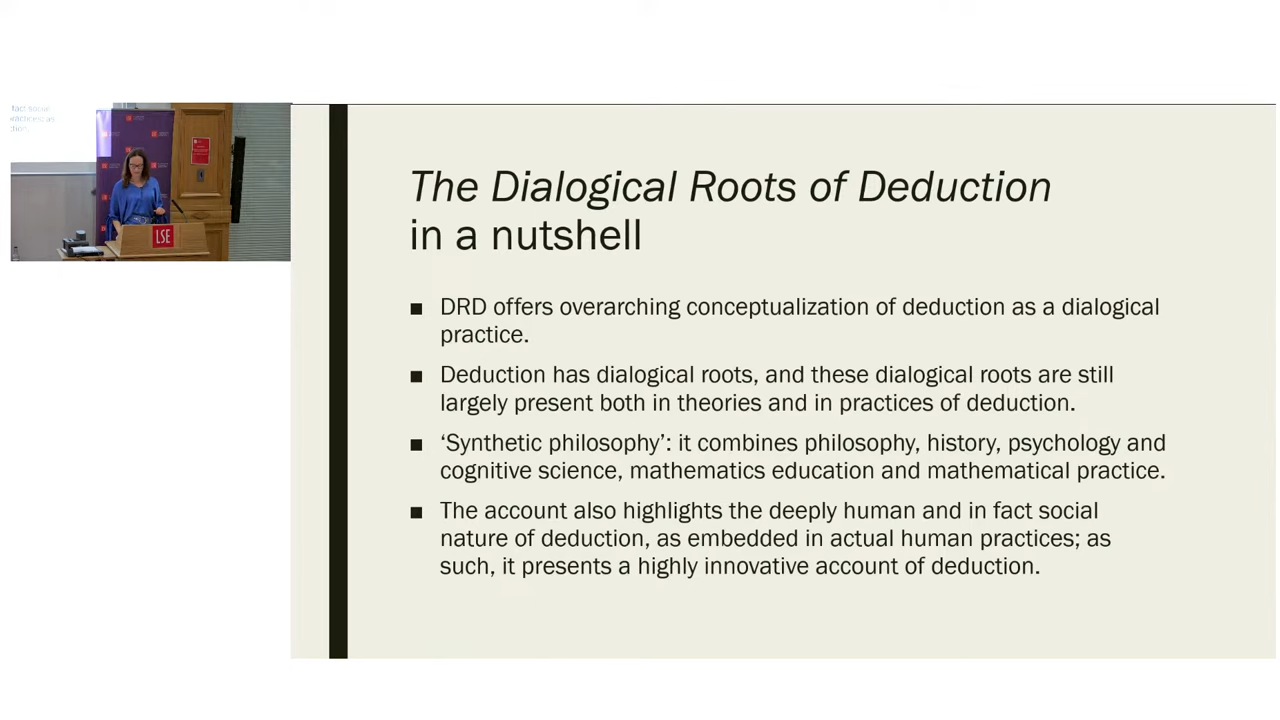 fact social
LSE
The Dialogical Roots of Deduction
in a nutshell
■ DRD offers overarching conceptualization of deduction as a dialogical
practice.
■ Deduction has dialogical roots, and these dialogical roots are still
largely present both in theories and in practices of deduction.
■ ‘Synthetic philosophy’: it combines philosophy, history, psychology and
cognitive science, mathematics education and mathematical practice.
■ The account also highlights the deeply human and in fact social
nature of deduction, as embedded in actual human practices; as
such, it presents a highly innovative account of deduction.